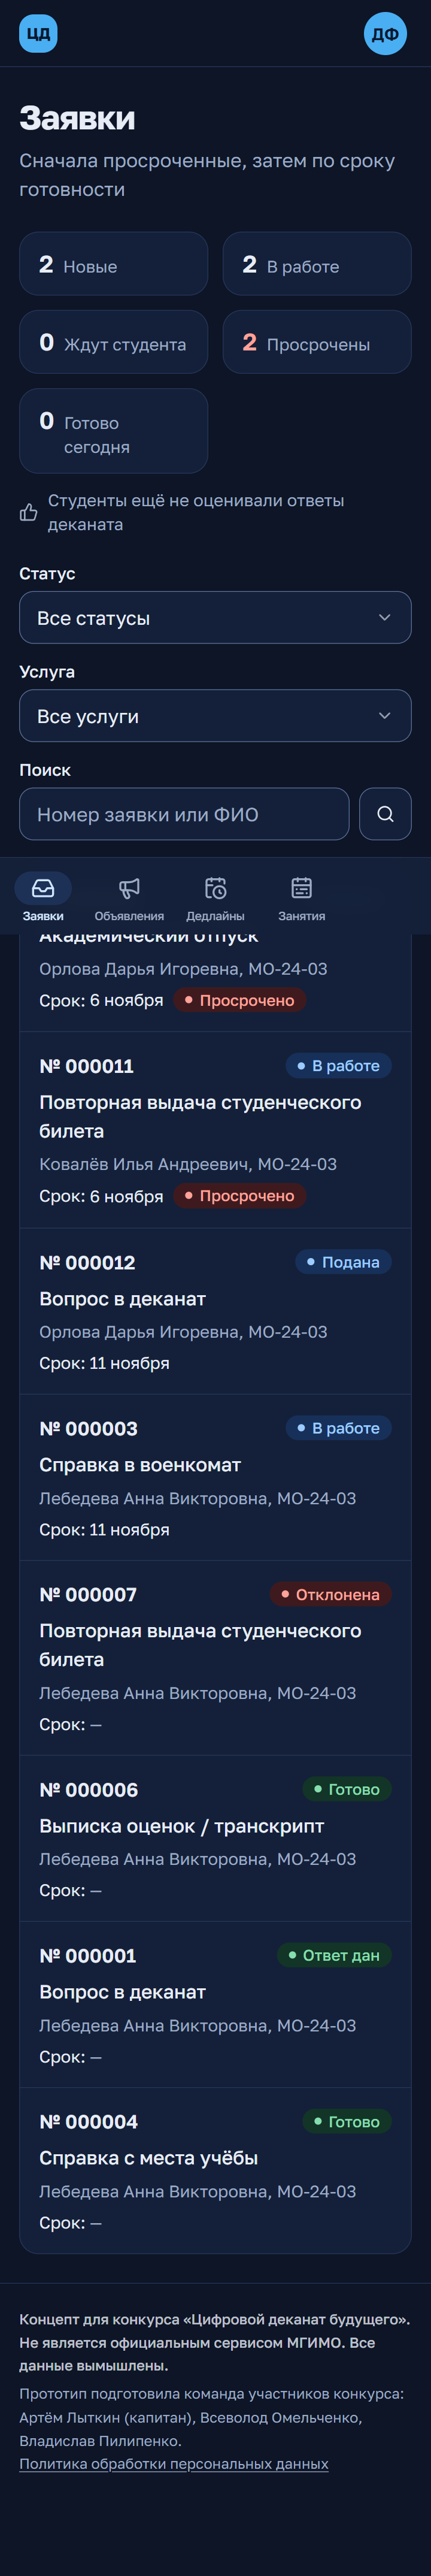 ЦД
ДФ
Заявки
Сначала просроченные, затем по сроку
готовности
2 Новые
2 В работе
0 Ждут студента
2 Просрочены
0 Готово
сегодня
Студенты ещё не оценивали ответы
деканата
Статус
Все статусы
Услуга
Все услуги
Поиск
Номер заявки или ФИО
Заявки
Объявления
Дедлайны
Занятия
Академический отпуск
Орлова Дарья Игоревна, МО-24-03
Срок: 6 ноября
Просрочено
№ 000011
В работе
Повторная выдача студенческого
билета
Ковалёв Илья Андреевич, МО-24-03
Срок: 6 ноября
Просрочено
№ 000012
Подана
Вопрос в деканат
Орлова Дарья Игоревна, МО-24-03
Срок: 11 ноября
№ 000003
В работе
Справка в военкомат
Лебедева Анна Викторовна, МО-24-03
Срок: 11 ноября
№ 000007
Отклонена
Повторная выдача студенческого
билета
Лебедева Анна Викторовна, МО-24-03
Срок: —
№ 000006
Готово
Выписка оценок / транскрипт
Лебедева Анна Викторовна, МО-24-03
Срок: —
№ 000001
Ответ дан
Вопрос в деканат
Лебедева Анна Викторовна, МО-24-03
Срок: —
№ 000004
Готово
Справка с места учёбы
Лебедева Анна Викторовна, МО-24-03
Срок: —
Концепт для конкурса «Цифровой деканат будущего».
Не является официальным сервисом МГИМО. Все
данные вымышлены.
Прототип подготовила команда участников конкурса:
Артём Лыткин (капитан), Всеволод Омельченко,
Владислав Пилипенко.
Политика обработки персональных данных